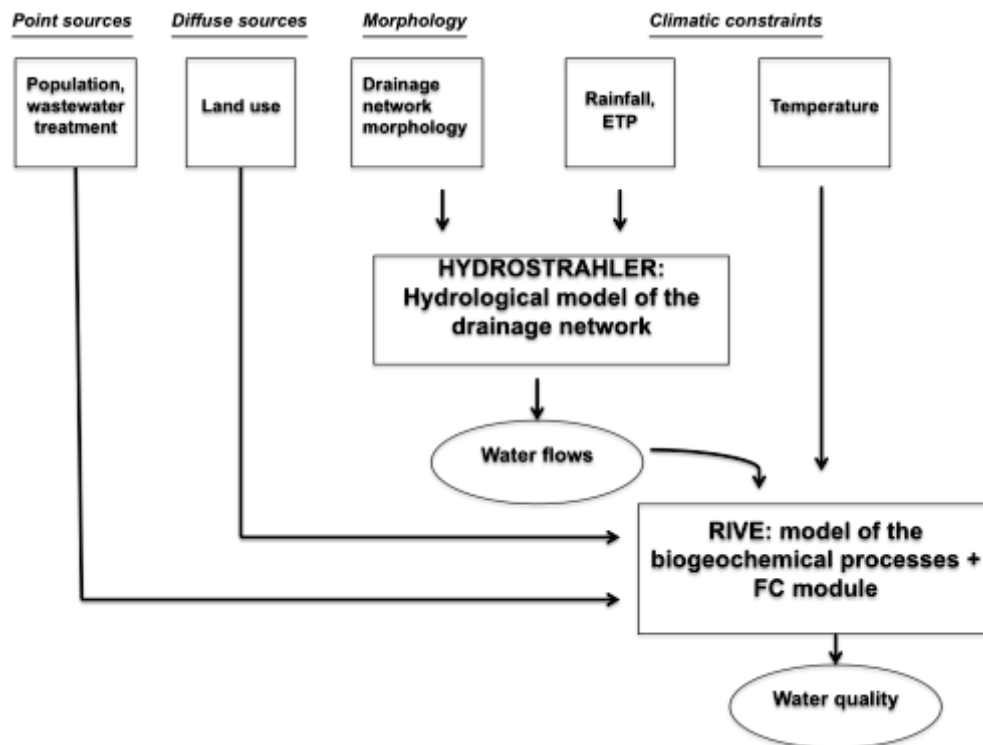 Point sources
Diffuse sources
Morphology
Climatic constraints
Population,
wastewater
treatment
Land use
Drainage
network
morphology
Rainfall,
ETP
Temperature
HYDROSTRAHLER:
Hydrological model of the
drainage network
Water flows
RIVE: model of the
biogeochemical processes +
FC module
Water quality